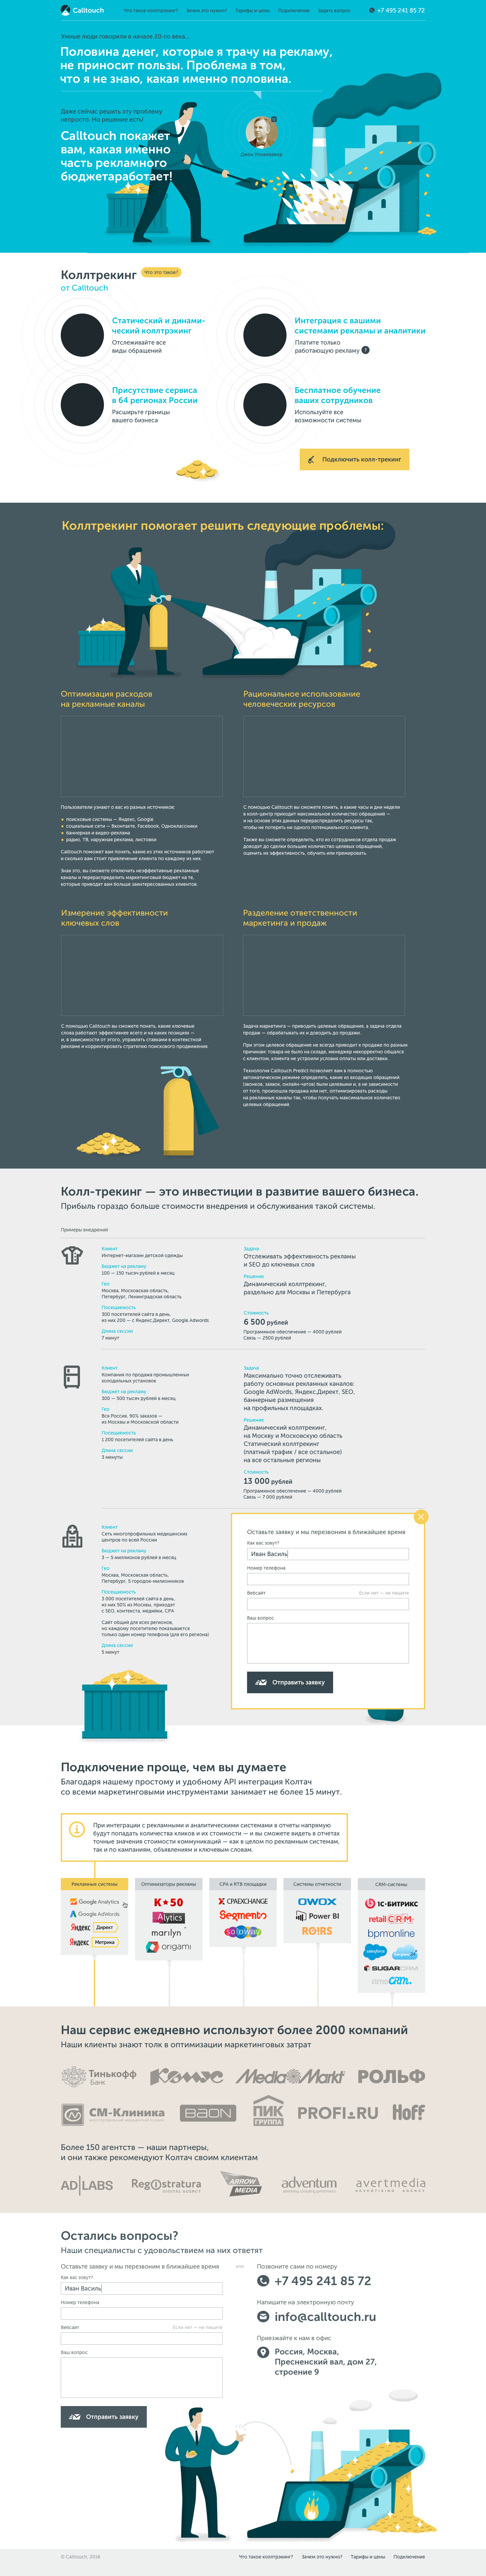 Calltouch
Что такое коллтрэкинг?
Зачем это нужно?
Тарифы и цены
Подключение
Задать вопрос
+7 495 241 85 72
Умные люди говорили в начале 20-го века...
Половина денег, которые я трачу на рекламу,
не приносит пользы. Проблема в том,
что я не знаю, какая именно половина.
Даже сейчас решить эту проблему
непросто. Но решение есть!
Calltouch покажет
вам, какая именно
часть рекламного
бюджета работает!
Джон Уонамейкер
Коллтрекинг
Что это такое?
от Calltouch
Статический и динами-
ческий коллтрэкинг
Отслеживайте все
виды обращений
Интеграция с вашими
системами рекламы и аналитики
Платите только
работающую рекламу
Присутствие сервиса
в 64 регионах России
Расширьте границы
вашего бизнеса
Бесплатное обучение
ваших сотрудников
Используйте все
возможности системы
Подключить колл-трекинг
Коллтрекинг помогает решить следующие проблемы:
Оптимизация расходов
на рекламные каналы
Пользователи узнают о вас из разных источников:
поисковые системы — Яндекс, Google
социальные сети — Вконтакте, Facebook, Одноклассники
баннерная и видео-реклама
радио, ТВ, наружная реклама, листовки
Calltouch поможет вам понять, какие из этих источников работают
и сколько вам стоит привлечение клиента по каждому из них.
Зная это, вы сможете отключить неэффективные рекламные
каналы и перераспределить маркетинговый бюджет на те,
которые приводят вам больше заинтересованных клиентов.
Рациональное использование
человеческих ресурсов
С помощью Calltouch вы сможете понять, в какие часы и дни недели
в колл-центр приходит максимальное количество обращений —
и на основе этих данных перераспределить ресурсы так,
чтобы не потерять ни одного потенциального клиента.
Также вы сможете определить, кто из сотрудников отдела продаж
доводит до сделки большее количество целевых обращений,
оценить их эффективность, обучить или премировать.
Измерение эффективности
ключевых слов
С помощью Calltouch вы сможете понять, какие ключевые
слова работают эффективнее всего и на каких позициях —
и, в зависимости от этого, управлять ставками в контекстной
рекламе и корректировать стратегию поискового продвижения.
Разделение ответственности
маркетинга и продаж
Задача маркетинга — приводить целевые обращения, а задача отдела
продаж — обрабатывать их и доводить до продажи.
При этом целевое обращение не всегда приводит к продаже по разным
причинам: товара не было на складе, менеджер некорректно общался
с клиентом, клиента не устроили условия оплаты или доставки.
Технология Calltouch Predict позволяет вам в полностью
автоматическом режиме определять, какие из входящих обращений
(звонков, заявок, онлайн-чатов) были целевыми и, а не зависимости
от того, произошла продажа или нет, оптимизировать расходы
на рекламные каналы так, чтобы получать максимальное количество
целевых обращений.
Колл-трекинг — это инвестиции в развитие вашего бизнеса.
Прибыль гораздо больше стоимости внедрения и обслуживания такой системы.
Примеры внедрений
Клиент
Интернет-магазин детской одежды
Бюджет на рекламу
100 — 150 тысяч рублей в месяц
Гео
Москва, Московская область,
Петербург, Ленинградская область
Посещаемость
300 посетителей сайта в день,
из них 200 — с Яндекс.Директ, Google Adwords
Длина сессии
7 минут
Задача
Отслеживать эффективность рекламы
и SEO до ключевых слов
Решение
Динамический коллтрекинг,
раздельно для Москвы и Петербурга
Стоимость
6 500 рублей
Программное обеспечение — 4000 рублей
Связь — 2500 рублей
Клиент
Компания по продаже промышленных
холодильных установок
Бюджет на рекламу
300 — 500 тысяч рублей в месяц
Гео
Вся Россия, 90% заказов —
из Москвы и Московской области
Посещаемость
1 200 посетителей сайта в день
Длина сессии
3 минуты
Задача
Максимально точно отслеживать
работу основных рекламных каналов:
Google AdWords, Яндекс.Директ, SEO,
баннерные размещения
на профильных площадках.
Решение
Динамический коллтрекинг,
на Москву и Московскую область
Статический коллтрекинг
(платный трафик / все остальное)
на все остальные регионы
Стоимость
13 000 рублей
Программное обеспечение — 4000 рублей
Связь — 7 000 рублей
Клиент
Сеть многопрофильных медицинских
центров по всей России
Бюджет на рекламу
3 — 5 миллионов рублей в месяц
Гео
Москва, Московская область,
Петербург, 5 городов-миллионников
Посещаемость
3 000 посетителей сайта в день,
из них 50% из Москвы, приходят
с SEO, контекста, медийки, CPA
Сайт общий для всех регионов,
но каждому посетителю показывается
только один номер телефона (для его региона)
Длина сессии
5 минут
Оставьте заявку и мы перезвоним в ближайшее время
Как вас зовут?
Иван Василь
Номер телефона
Вебсайт
Если нет — не пишите
Ваш вопрос
Отправить заявку
Подключение проще, чем вы думаете
Благодаря нашему простому и удобному API интеграция Колтач
со всеми маркетинговыми инструментами занимает не более 15 минут.
При интеграции с рекламными и аналитическими системами в отчеты напрямую
будут попадать количества кликов и их стоимости — и вы сможете видеть в отчетах
точные значения стоимости коммуникаций — как в целом по рекламным системам,
так и по кампаниям, объявлениям и ключевым словам.
Рекламные системы
Оптимизаторы рекламы
CPA и RTB площадки
Системы отчетности
CRM-системы
Google Analytics
Google AdWords
Яндекс Директ
Яндекс Метрика
K50
Alytics
marilyn
origami
CPAEXCHANGE
Segmento
soloway
OWOX
Power BI
ROIRS
1С-БИТРИКС
retailCRM
bpmonline
salesforce
SUGARCRM
amoCRM.
Наш сервис ежедневно используют более 2000 компаний
Наши клиенты знают толк в оптимизации маркетинговых затрат
Тинькофф
Банк
Комус
Media Markt
РОЛЬФ
СМ-Клиника
BAON
ПИК
ГРУППА
PROFI.RU
Hoff
Более 150 агентств — наши партнеры,
и они также рекомендуют Колтач своим клиентам
AD|LABS
Registratura
DIGITAL AGENCY
ARROW
MEDIA
adventum
avertmedia
ADVERTISING AGENCY
Остались вопросы?
Наши специалисты с удовольствием на них ответят
Оставьте заявку и мы перезвоним в ближайшее время
или
Как вас зовут?
Иван Василь
Номер телефона
Вебсайт
Если нет — не пишите
Ваш вопрос
Отправить заявку
Позвоните сами по номеру
+7 495 241 85 72
Напишите на электронную почту
info@calltouch.ru
Приезжайте к нам в офис
Россия, Москва,
Пресненский вал, дом 27,
строение 9
© Calltouch, 2016
Что такое коллтрэкинг?
Зачем это нужно?
Тарифы и цены
Подключение